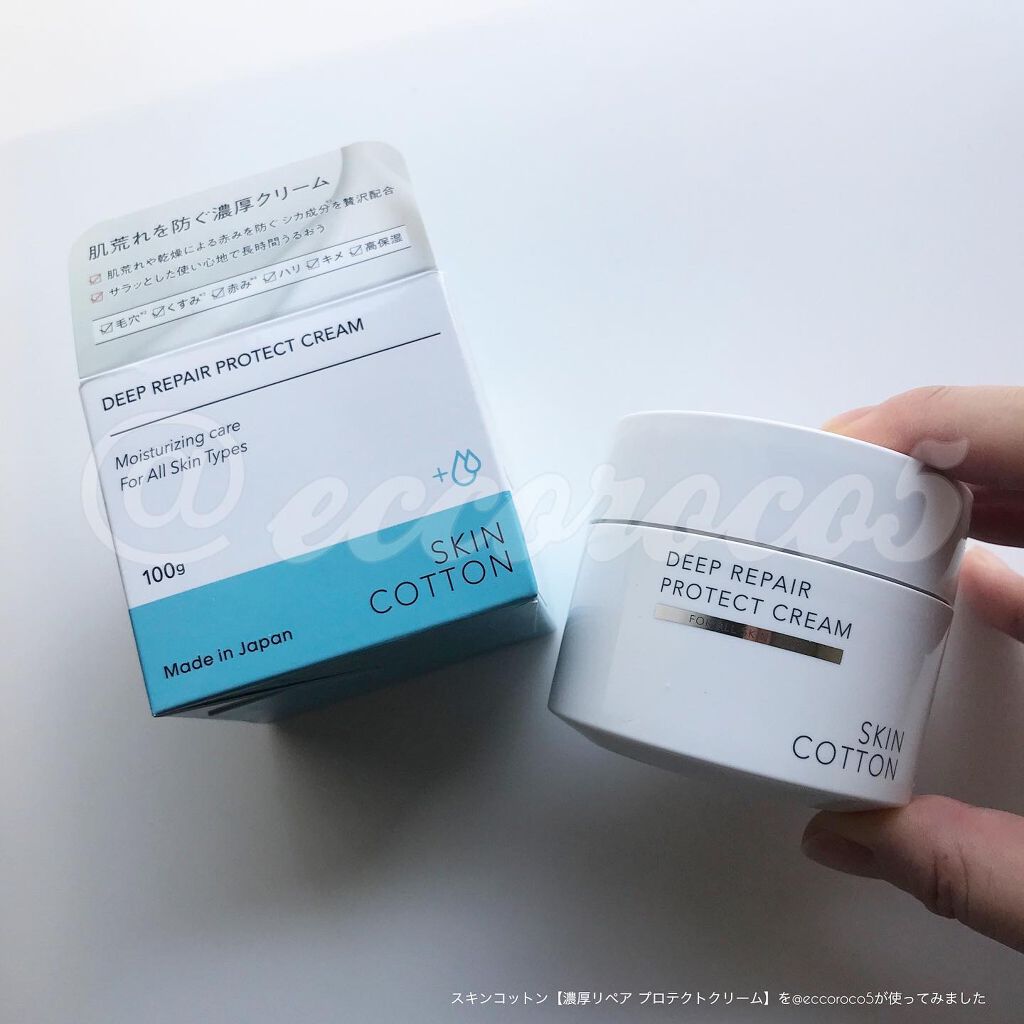 肌荒れを防ぐ濃厚クリーム
肌荒れや乾燥による赤みを防ぐ シカ成分を贅沢配合
サラッとした使い心地で長時間うるおう
毛穴 くすみ 赤み ハリ キメ 高保湿
DEEP REPAIR PROTECT CREAM
Moisturizing care
For All Skin Types
100g
SKIN
COTTON
Made in Japan
DEEP REPAIR
PROTECT CREAM
FOR ALL SKIN
SKIN
COTTON
@eccoroco5
スキンコットン【濃厚リペア プロテクトクリーム】を@eccoroco5が使ってみました